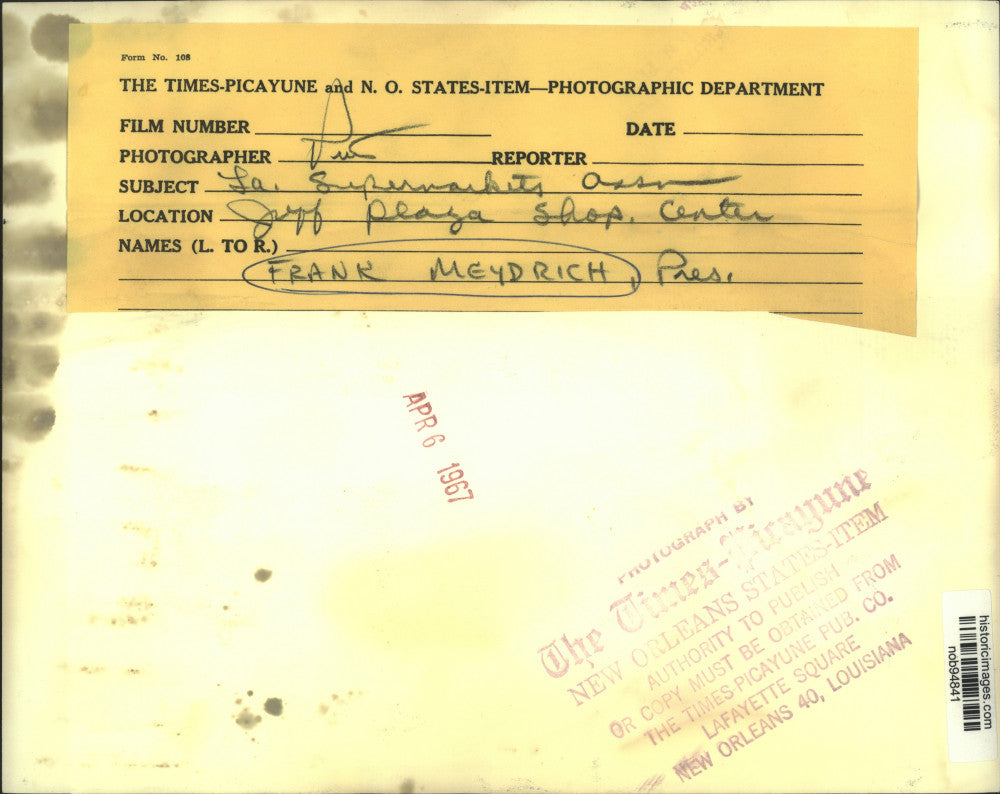 Form No. 108
THE TIMES-PICAYUNE and N. O. STATES-ITEM—PHOTOGRAPHIC DEPARTMENT
FILM NUMBER
DATE
PHOTOGRAPHER
REPORTER
SUBJECT La. Supermarkets Assn
LOCATION Jeff Plaza Shop. Center
NAMES (L. TO R.)
FRANK MEYDRICH, Pres.
APR 6 1967
PHOTOGRAPH BY
The Times-Picayune
NEW ORLEANS STATES-ITEM
AUTHORITY TO PUBLISH
OR COPY MUST BE OBTAINED FROM
THE TIMES-PICAYUNE PUB. CO.
LAFAYETTE SQUARE
NEW ORLEANS 40, LOUISIANA
historicimages.com
nob94841